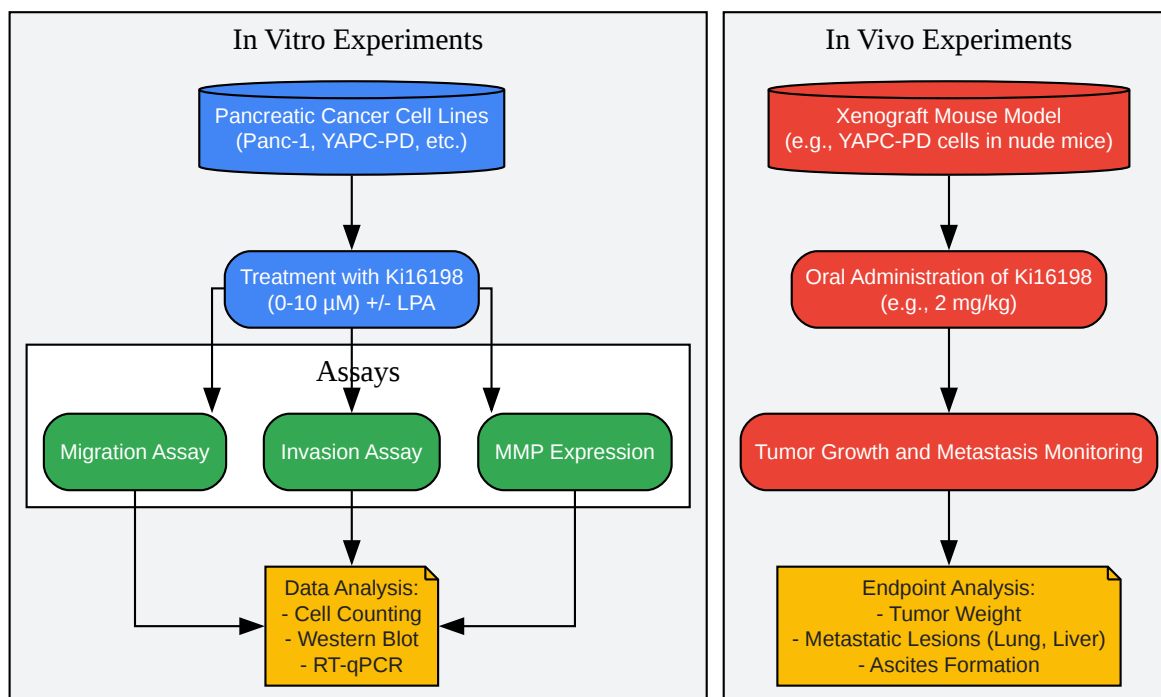 In Vitro Experiments
Pancreatic Cancer Cell Lines
(Panc-1, YAPC-PD, etc.)
Treatment with Ki16198
(0-10 µM) +/- LPA
Assays
Migration Assay
Invasion Assay
MMP Expression
Data Analysis:
- Cell Counting
- Western Blot
- RT-qPCR
In Vivo Experiments
Xenograft Mouse Model
(e.g., YAPC-PD cells in nude mice)
Oral Administration of Ki16198
(e.g., 2 mg/kg)
Tumor Growth and Metastasis Monitoring
Endpoint Analysis:
- Tumor Weight
- Metastatic Lesions (Lung, Liver)
- Ascites Formation